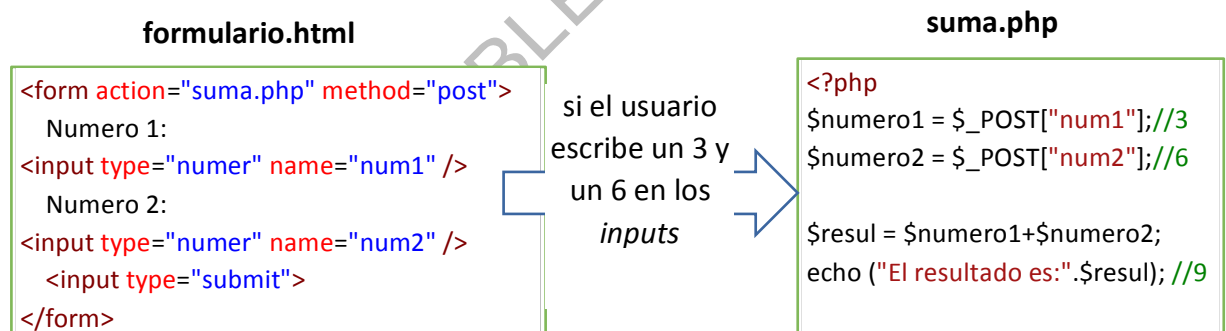 formulario.html
<form action="suma.php" method="post">
Numero 1:
<input type="numer" name="num1" />
Numero 2:
<input type="numer" name="num2" />
<input type="submit">
</form>
si el usuario
escribe un 3 y
un 6 en los
inputs
suma.php
<?php
$numero1 = $_POST["num1"];//3
$numero2 = $_POST["num2"];//6
$resul = $numero1+$numero2;
echo ("El resultado es:".$resul); //9
BLE